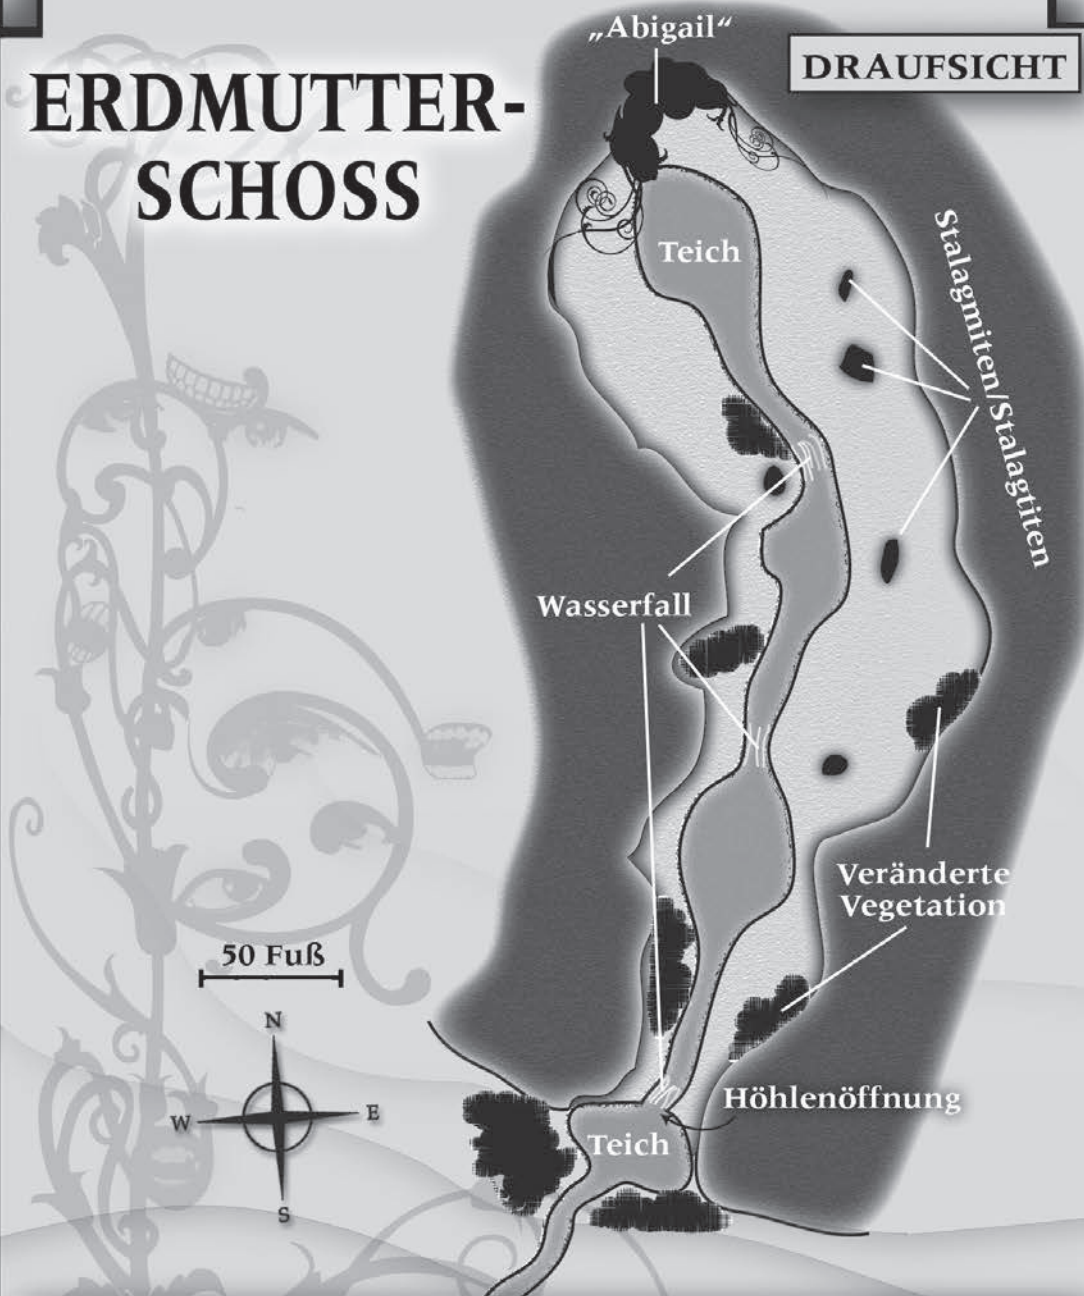 ERDMUTTER-
SCHOSS
„Abigail“
DRAUFSICHT
Teich
Stalagmiten/Stalagtiten
Wasserfall
Veränderte
Vegetation
50 Fuß
N
W
E
S
Höhlenöffnung
Teich